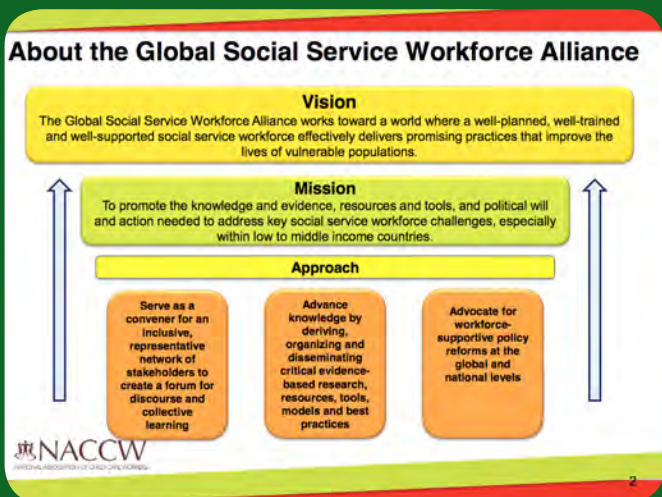 About the Global Social Service Workforce Alliance
Vision
The Global Social Service Workforce Alliance works toward a world where a well-planned, well-trained
and well-supported social service workforce effectively delivers promising practices that improve the
lives of vulnerable populations.
Mission
To promote the knowledge and evidence, resources and tools, and political will
and action needed to address key social service workforce challenges, especially
within low to middle income countries.
Approach
Serve as a
convener for an
inclusive,
representative
network of
stakeholders to
create a forum for
discourse and
collective
learning
Advance
knowledge by
deriving,
organizing and
disseminating
critical evidence-
based research,
resources, tools,
models and best
practices
Advocate for
workforce-
supportive policy
reforms at the
global and
national levels
NACCW
NATIONAL ASSOCIATION OF CHILD CARE WORKERS
2